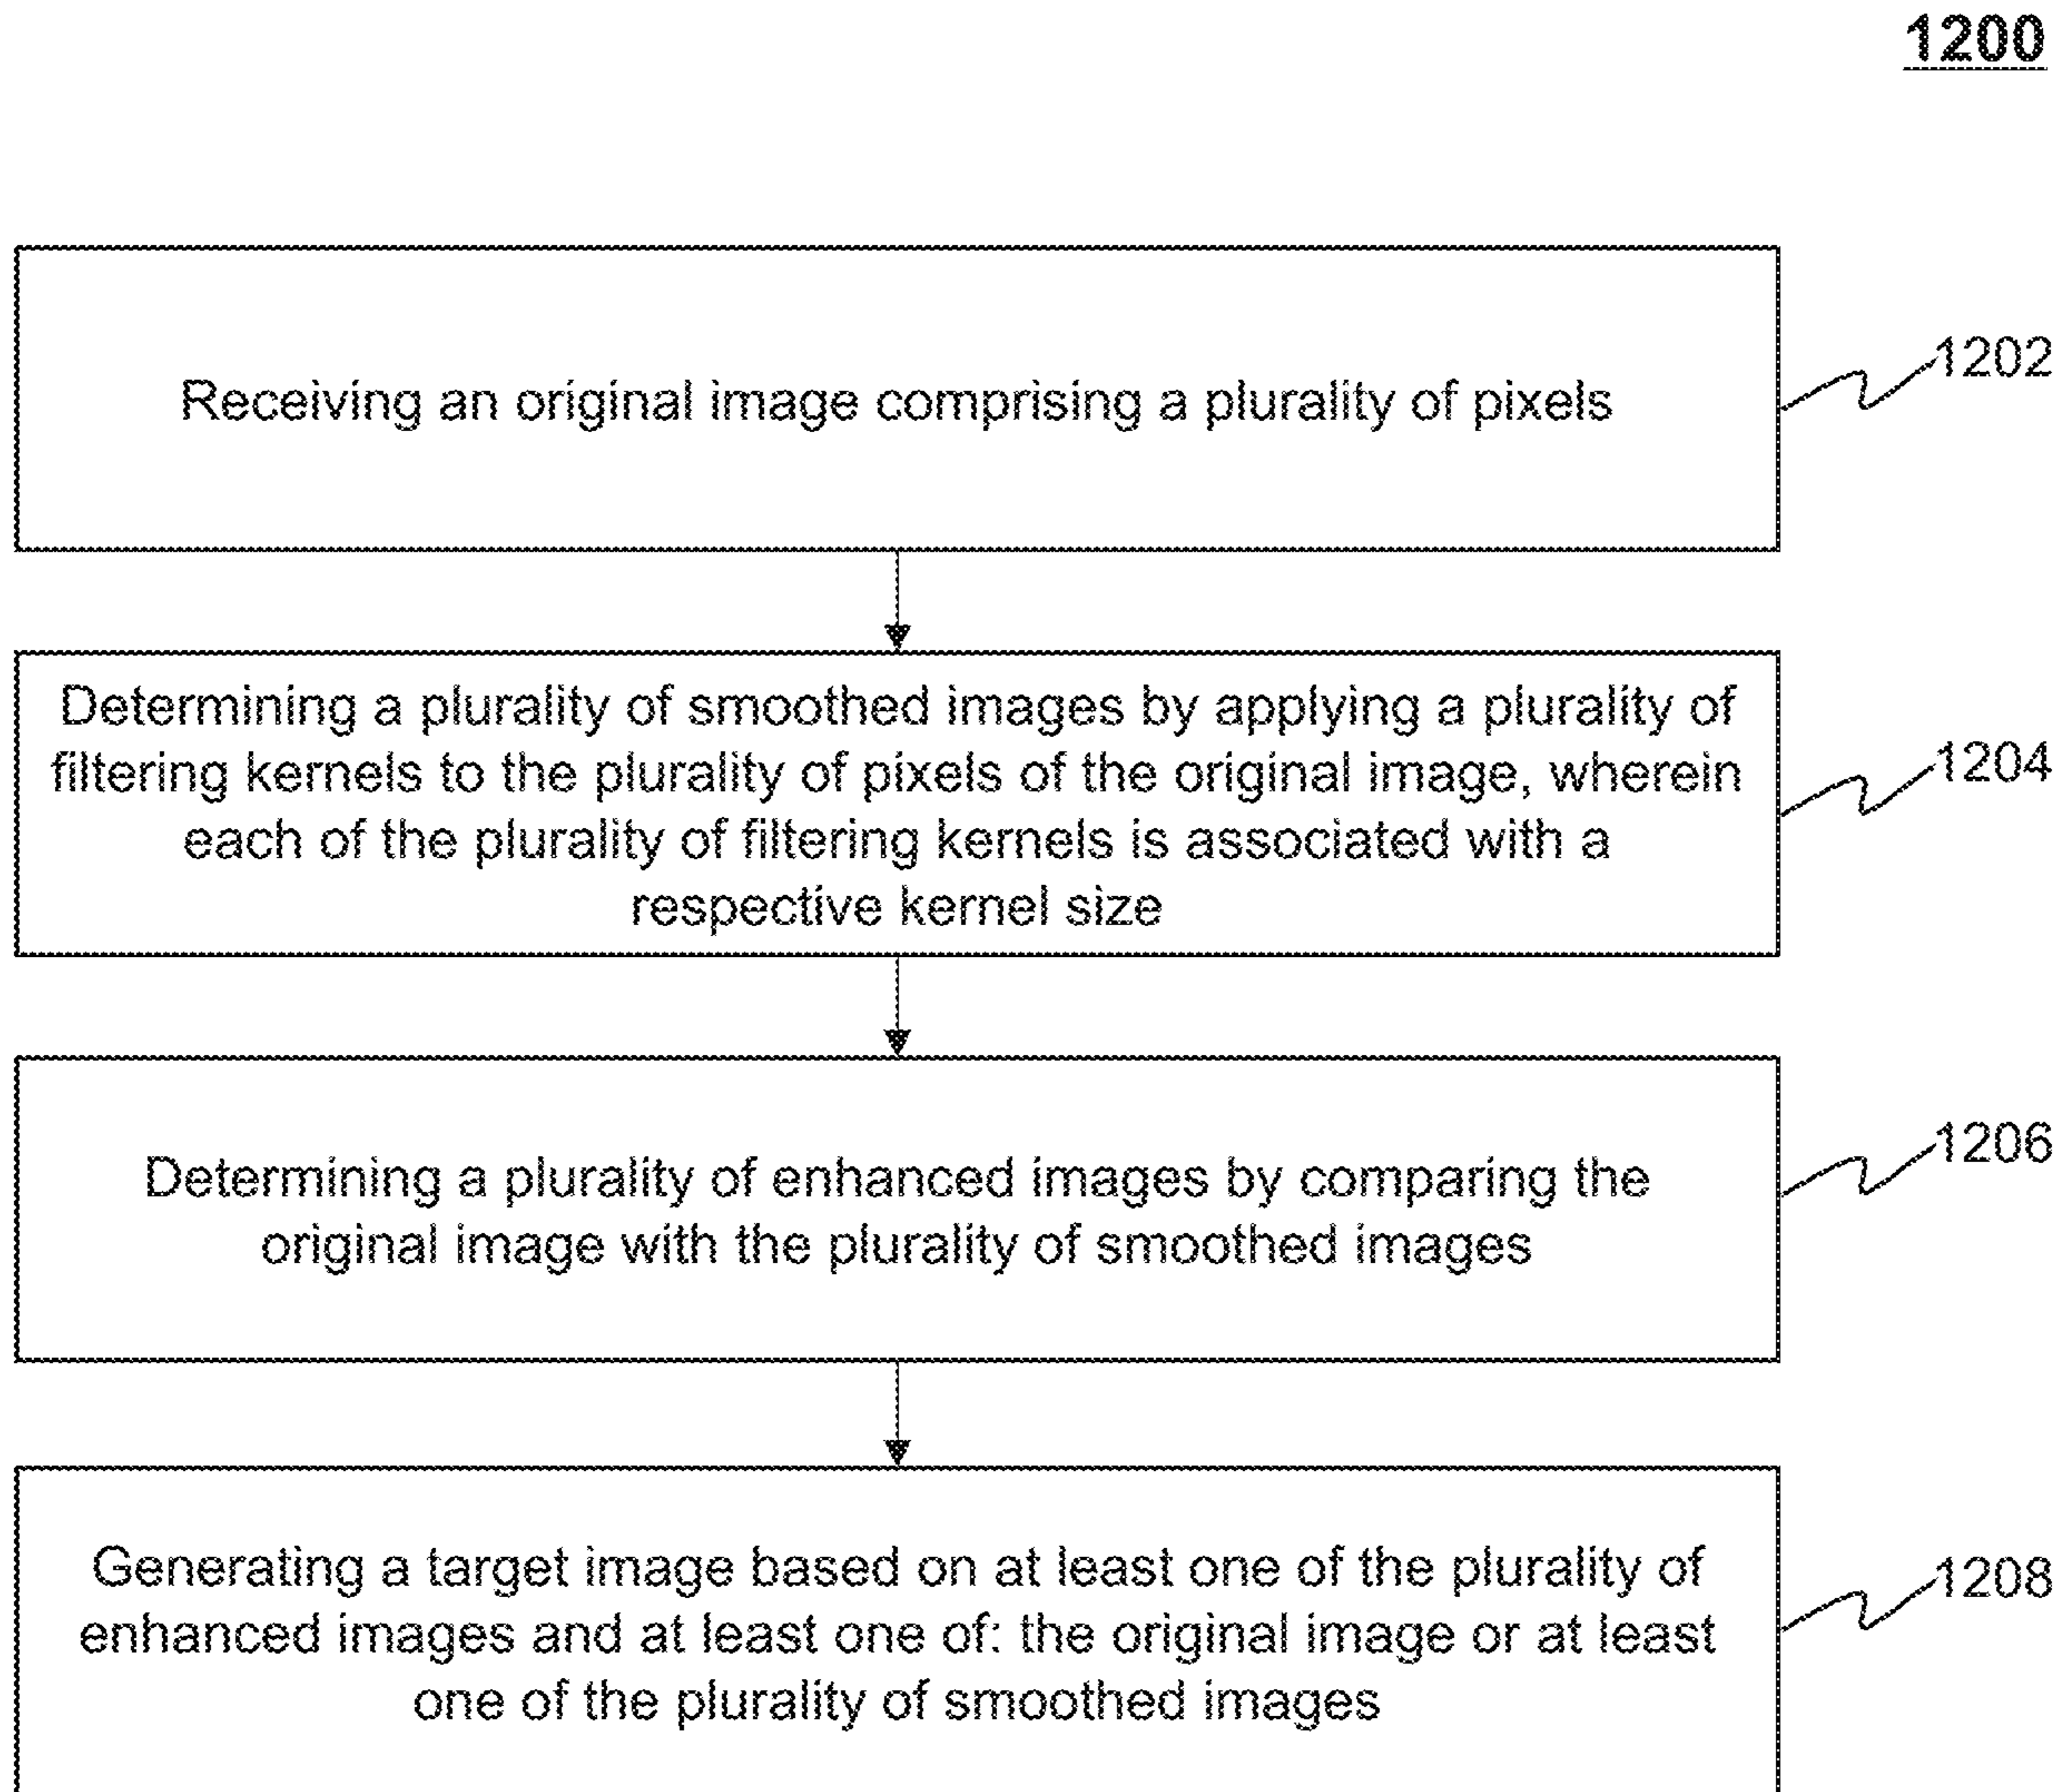 1200
Receiving an original image comprising a plurality of pixels
1202
Determining a plurality of smoothed images by applying a plurality of
filtering kernels to the plurality of pixels of the original image, wherein
each of the plurality of filtering kernels is associated with a
respective kernel size
1204
Determining a plurality of enhanced images by comparing the
original image with the plurality of smoothed images
1206
Generating a target image based on at least one of the plurality of
enhanced images and at least one of: the original image or at least
one of the plurality of smoothed images
1208